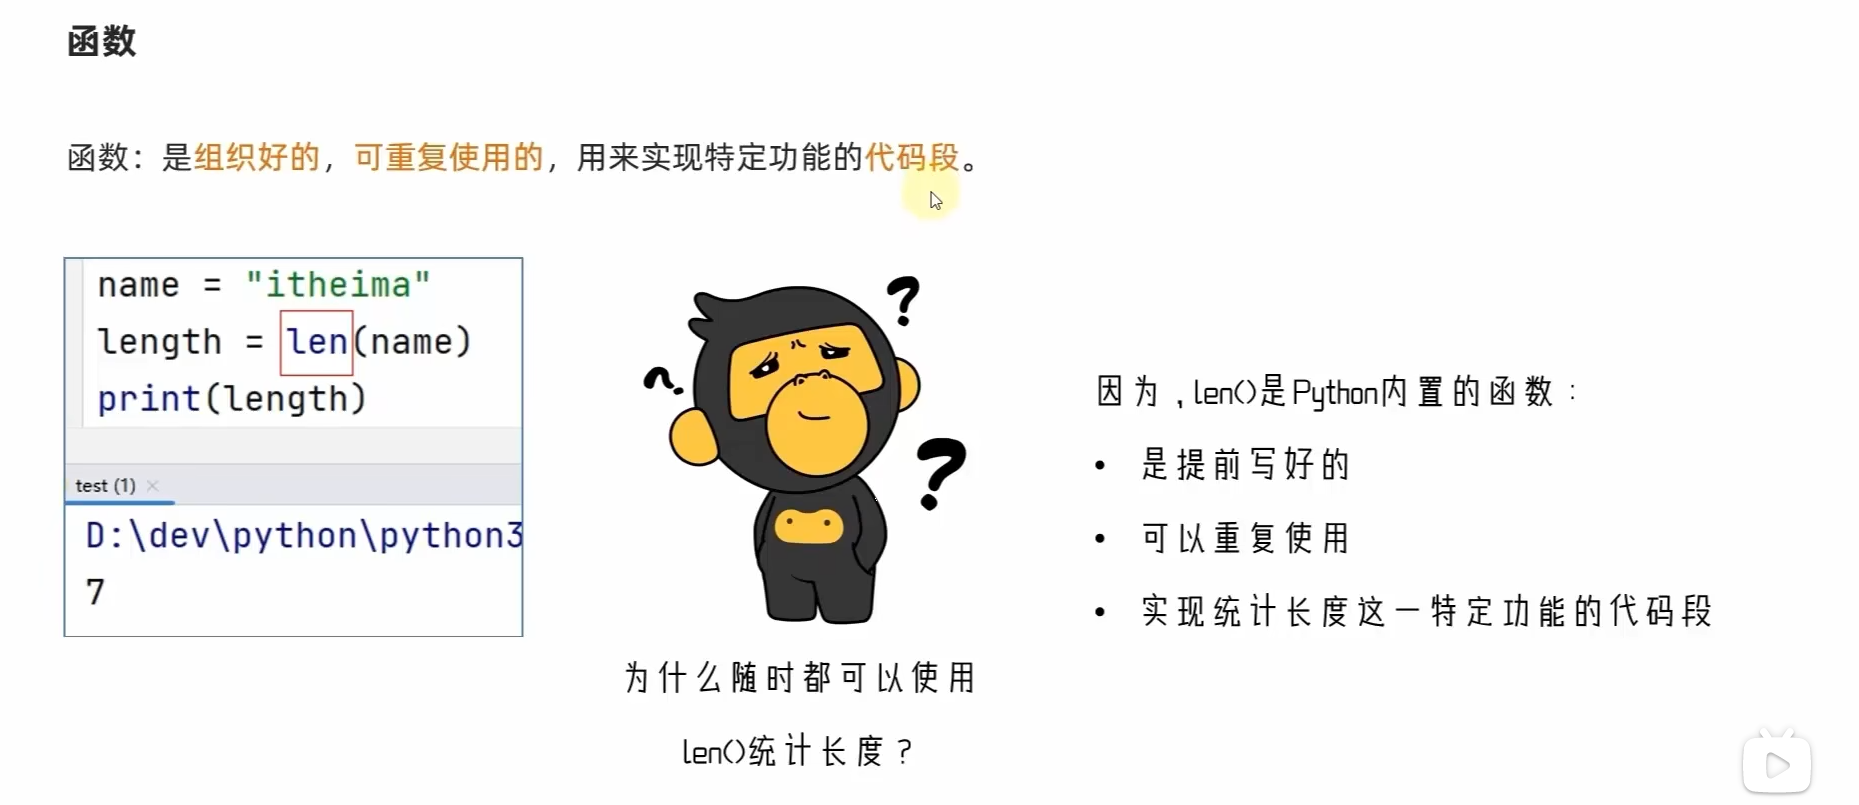 函数
函数：是组织好的，可重复使用的，用来实现特定功能的代码段。
name = "itheima"
length = len(name)
print(length)
test (1) ×
D:\dev\python\python3
7
? ? ?
为什么随时都可以使用
len()统计长度？
因为，len()是Python内置的函数：
• 是提前写好的
• 可以重复使用
• 实现统计长度这一特定功能的代码段